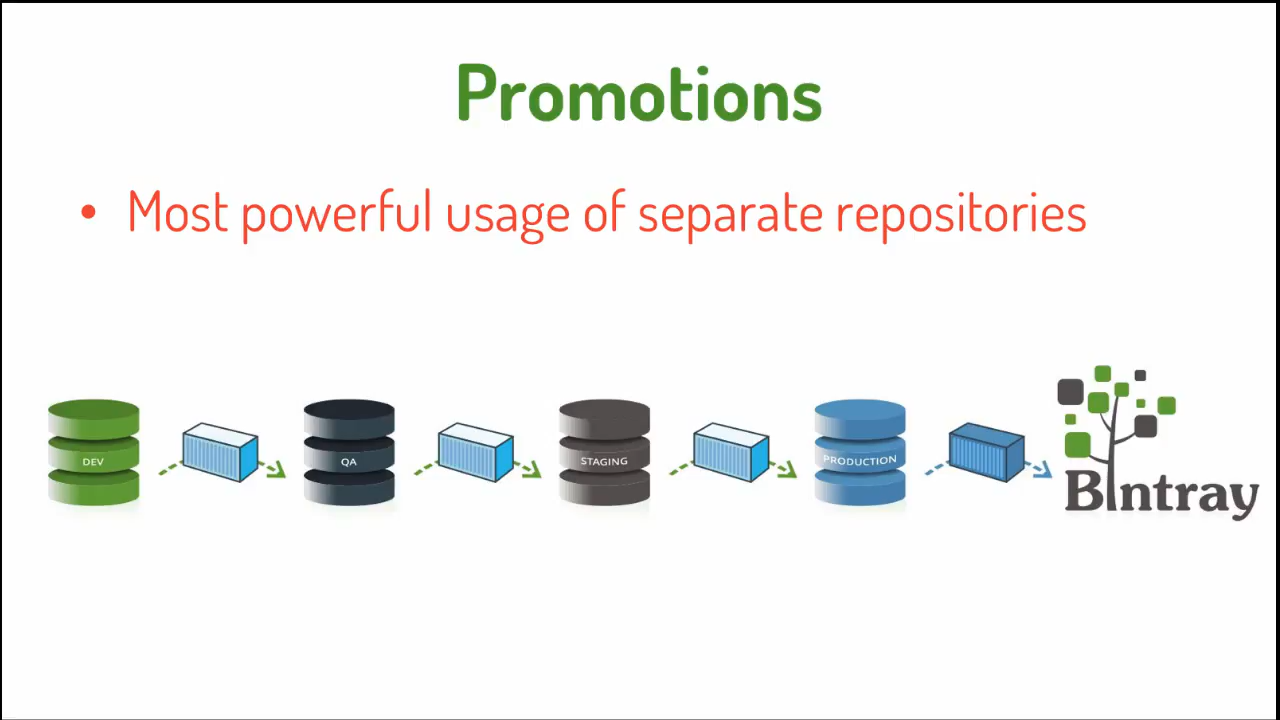 Promotions
• Most powerful usage of separate repositories
DEV
QA
STAGING
PRODUCTION
Bintray